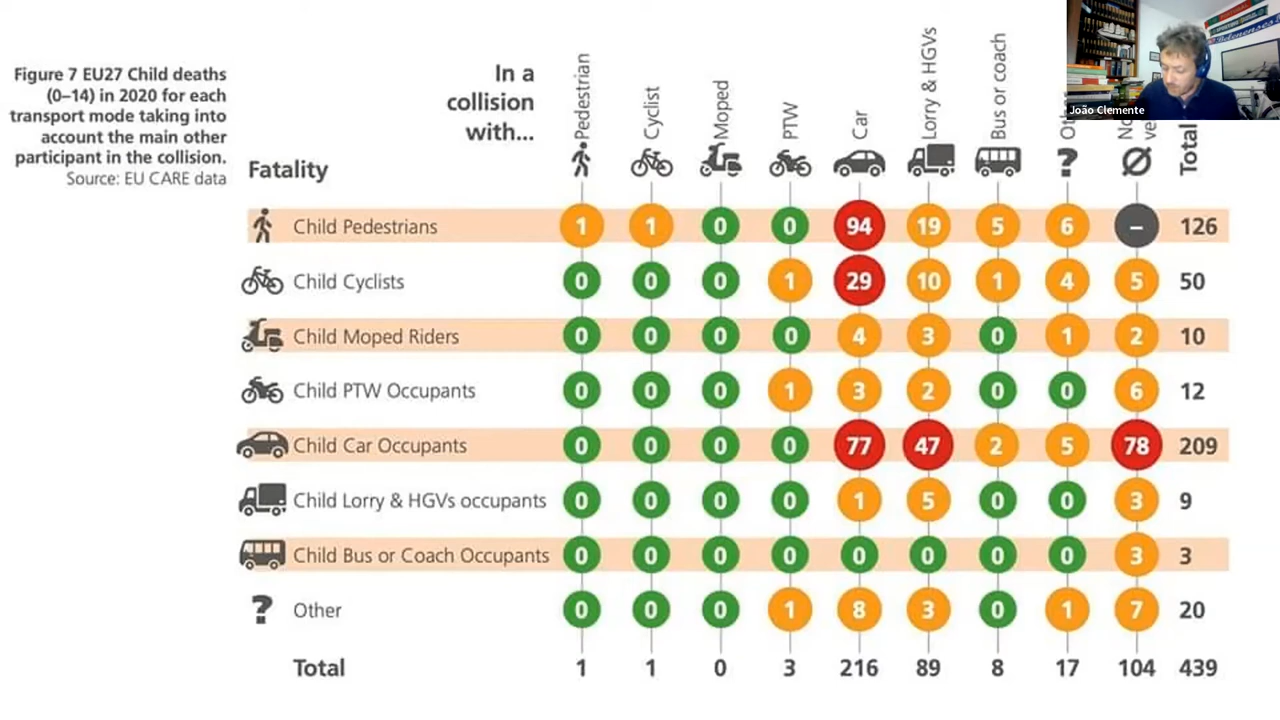 Figure 7 EU27 Child deaths
(0–14) in 2020 for each
transport mode taking into
account the main other
participant in the collision.
Source: EU CARE data
In a
collision
with...
Fatality
Pedestrian
Cyclist
Moped
PTW
Car
Lorry & HGVs
Bus or coach
Total
João Clemente
Child Pedestrians 1 1 0 0 94 19 5 6 – 126
Child Cyclists 0 0 0 1 29 10 1 4 5 50
Child Moped Riders 0 0 0 0 4 3 0 1 2 10
Child PTW Occupants 0 0 0 1 3 2 0 0 6 12
Child Car Occupants 0 0 0 0 77 47 2 5 78 209
Child Lorry & HGVs occupants 0 0 0 0 1 5 0 0 3 9
Child Bus or Coach Occupants 0 0 0 0 0 0 0 0 3 3
? Other 0 0 0 1 8 3 0 1 7 20
Total 1 1 0 3 216 89 8 17 104 439